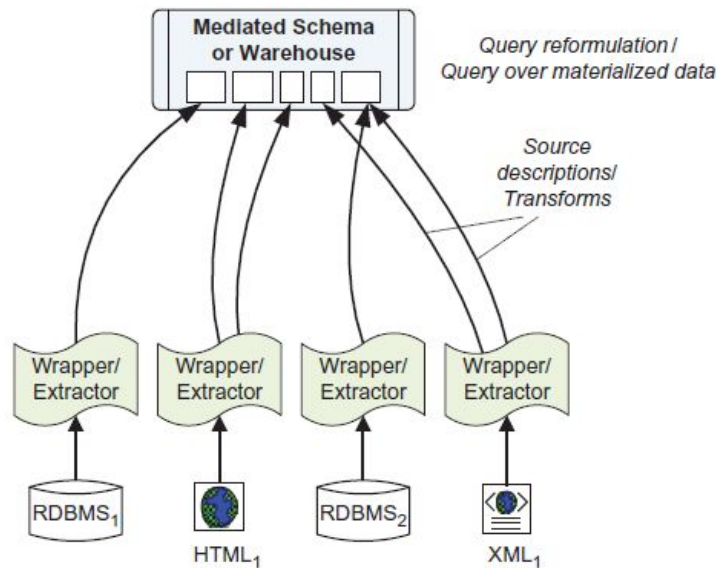 Mediated Schema
or Warehouse
Query reformulation/
Query over materialized data
Source
descriptions/
Transforms
Wrapper/
Extractor
Wrapper/
Extractor
Wrapper/
Extractor
Wrapper/
Extractor
RDBMS₁
HTML₁
RDBMS₂
XML₁